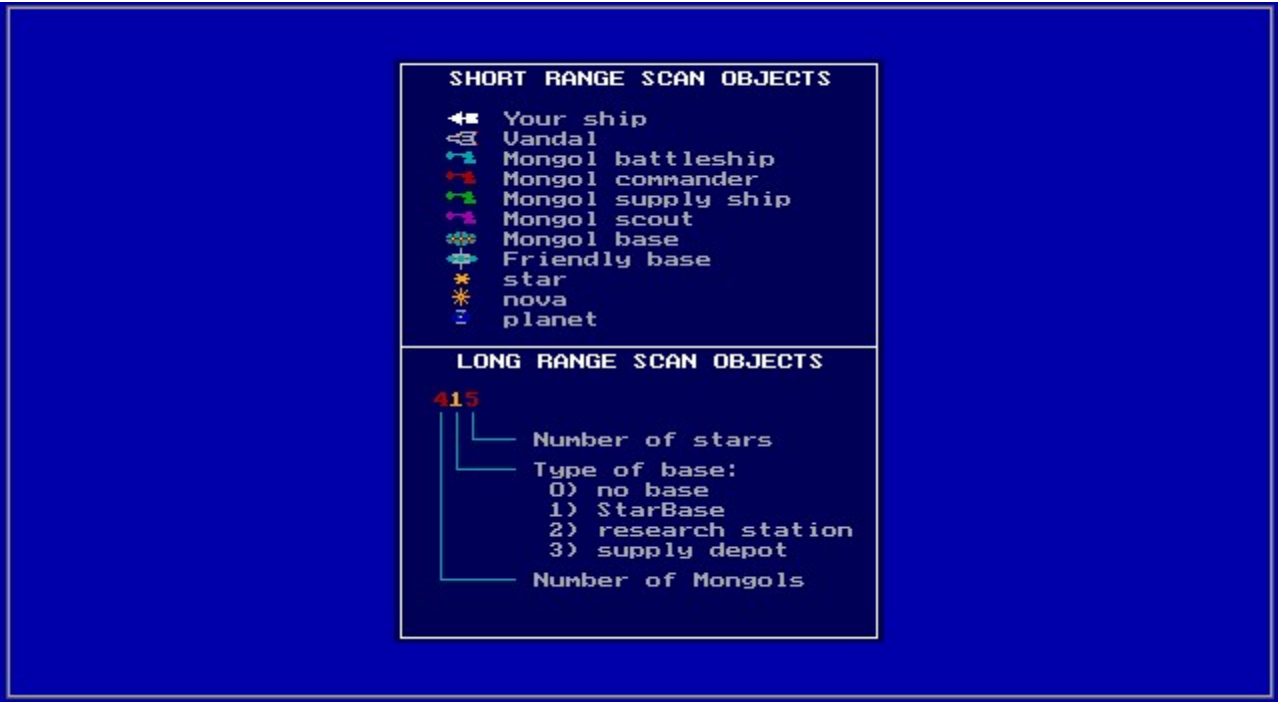 SHORT RANGE SCAN OBJECTS
Your ship
Vandal
Mongol battleship
Mongol commander
Mongol supply ship
Mongol scout
Mongol base
Friendly base
star
nova
planet
LONG RANGE SCAN OBJECTS
415
Number of stars
Type of base:
0) no base
1) StarBase
2) research station
3) supply depot
Number of Mongols